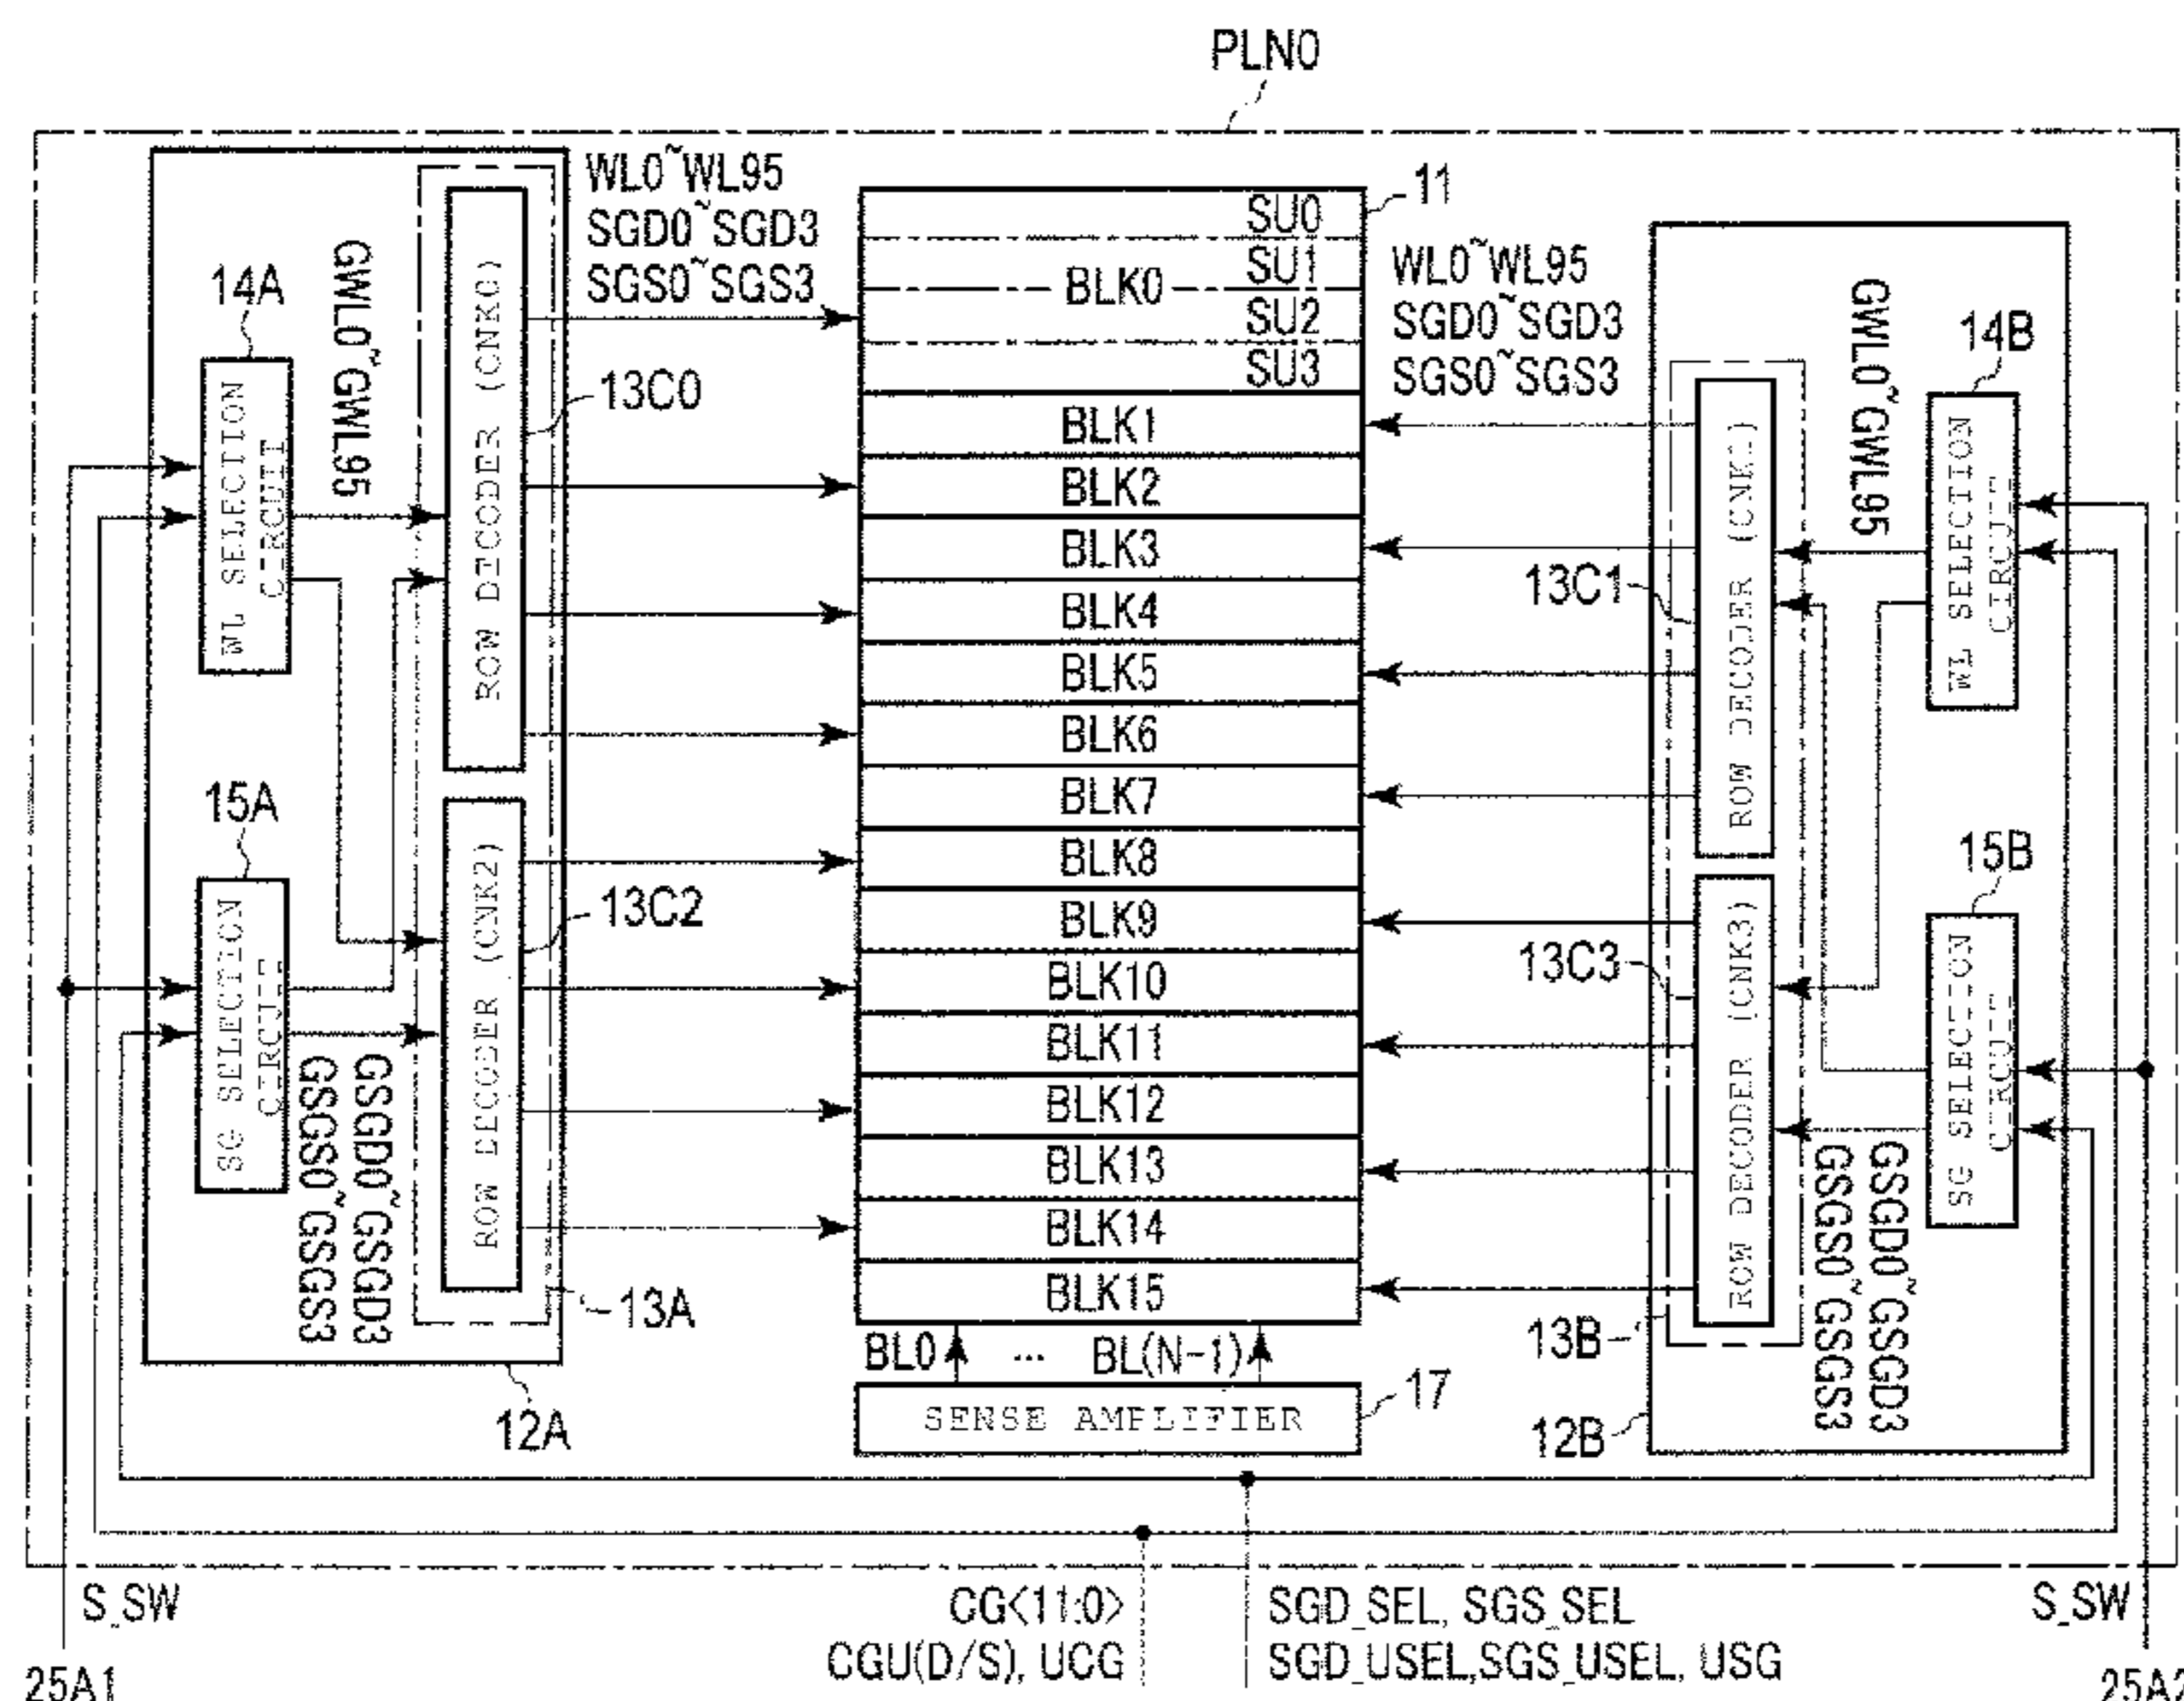 PLN0
WL0~WL95
SGD0~SGD3
SGS0~SGS3
11
SU0
SU1
BLK0
SU2
SU3
WL0~WL95
SGD0~SGD3
SGS0~SGS3
14A
GWL0~GWL95
WL SELECTION
CIRCUIT
ROW DECODER (CNK0)
13C0
BLK1
BLK2
BLK3
BLK4
BLK5
BLK6
BLK7
BLK8
BLK9
BLK10
BLK11
BLK12
BLK13
BLK14
BLK15
13C1
ROW DECODER (CNK1)
GWL0~GWL95
14B
WL SELECTION
CIRCUIT
15A
SG SELECTION
CIRCUIT
GSGD0~GSGD3
GSGS0~GSGS3
ROW DECODER (CNK2)
13C2
13A
12A
13C3
ROW DECODER (CNK3)
15B
SG SELECTION
CIRCUIT
GSGD0~GSGD3
GSGS0~GSGS3
13B
12B
BL0 ... BL(N-1)
SENSE AMPLIFIER
17
S_SW
25A1
CG<11:0>
CGU(D/S), UCG
SGD_SEL, SGS_SEL
SGD_USEL,SGS_USEL, USG
S_SW
25A2